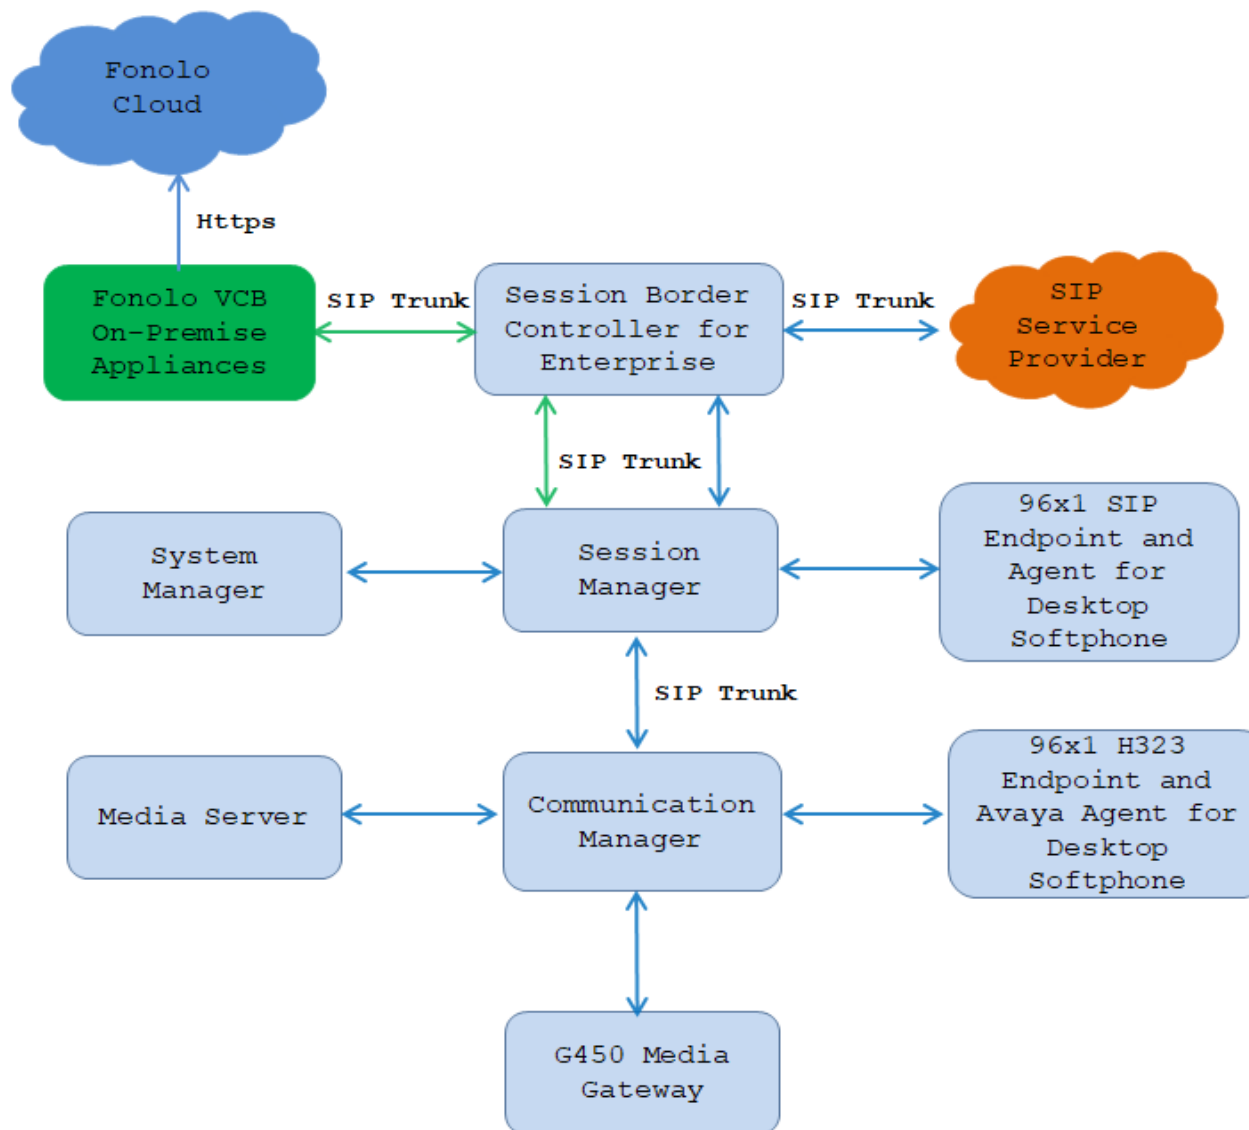 Fonolo
Cloud
Https
Fonolo VCB
On-Premise
Appliances
SIP Trunk
Session Border
Controller for
Enterprise
SIP Trunk
SIP
Service
Provider
SIP Trunk
System
Manager
Session
Manager
96x1 SIP
Endpoint and
Agent for
Desktop
Softphone
SIP Trunk
Media Server
Communication
Manager
96x1 H323
Endpoint and
Avaya Agent for
Desktop
Softphone
G450 Media
Gateway